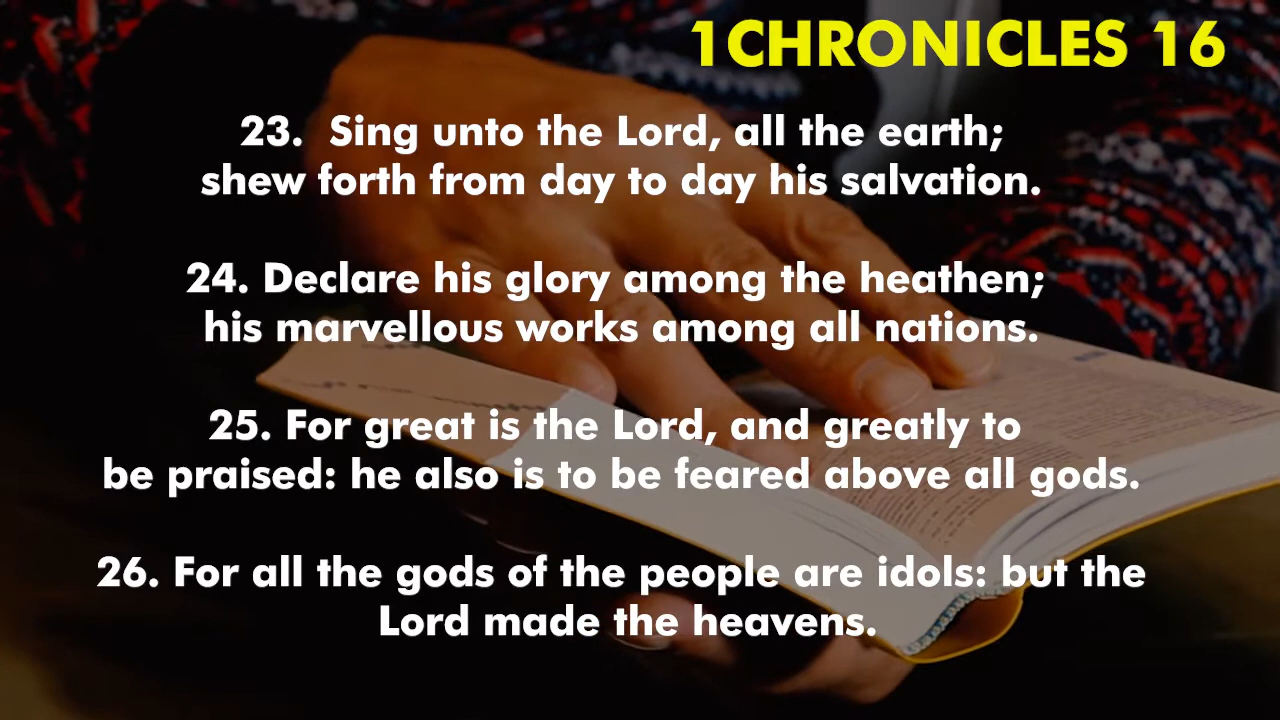 1CHRONICLES 16
23.  Sing unto the Lord, all the earth;
shew forth from day to day his salvation.
24. Declare his glory among the heathen;
his marvellous works among all nations.
25. For great is the Lord, and greatly to
be praised: he also is to be feared above all gods.
26. For all the gods of the people are idols: but the
Lord made the heavens.